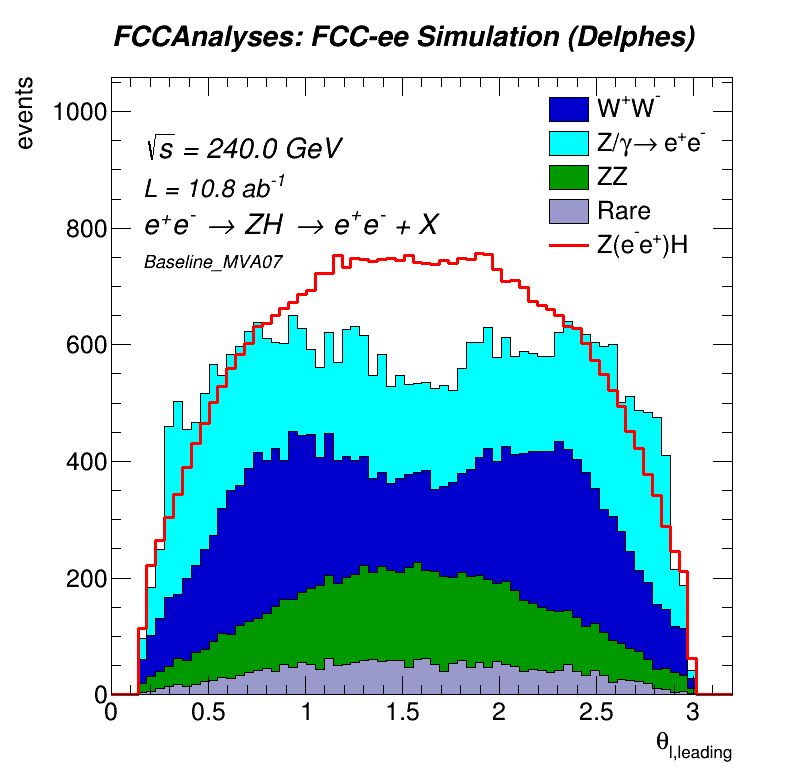 FCCAnalyses: FCC-ee Simulation (Delphes)
events
1000
800
600
400
200
0
√s = 240.0 GeV
L = 10.8 ab⁻¹
e⁺e⁻ → ZH → e⁺e⁻ + X
Baseline_MVA07
W⁺W⁻
Z/γ→ e⁺e⁻
ZZ
Rare
Z(e⁻e⁺)H
0 0.5 1 1.5 2 2.5 3
θl,leading